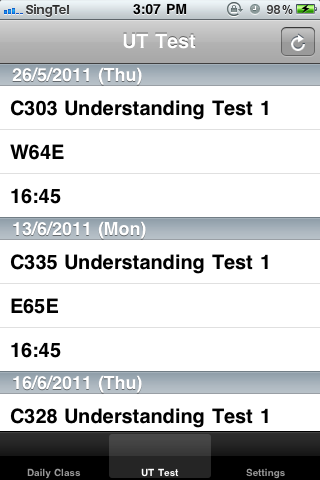 SingTel 3:07 PM 98%
UT Test
26/5/2011 (Thu)
C303 Understanding Test 1
W64E
16:45
13/6/2011 (Mon)
C335 Understanding Test 1
E65E
16:45
16/6/2011 (Thu)
C328 Understanding Test 1
Daily Class UT Test Settings